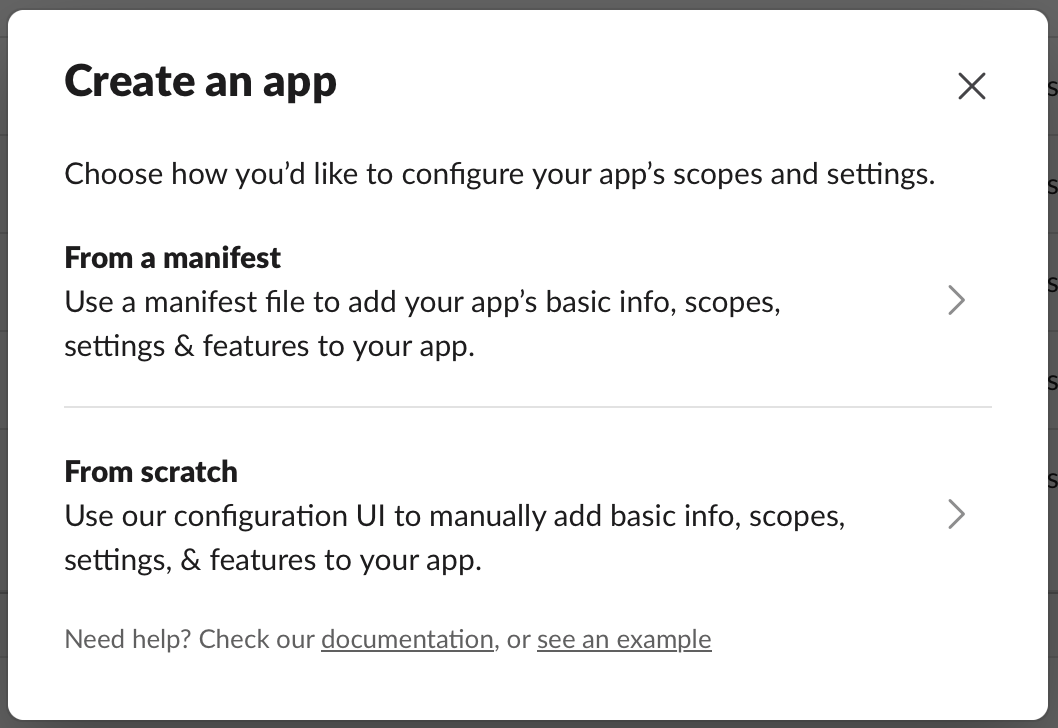 Create an app
Choose how you’d like to configure your app’s scopes and settings.
From a manifest
Use a manifest file to add your app’s basic info, scopes,
settings & features to your app.
From scratch
Use our configuration UI to manually add basic info, scopes,
settings, & features to your app.
Need help? Check our documentation, or see an example